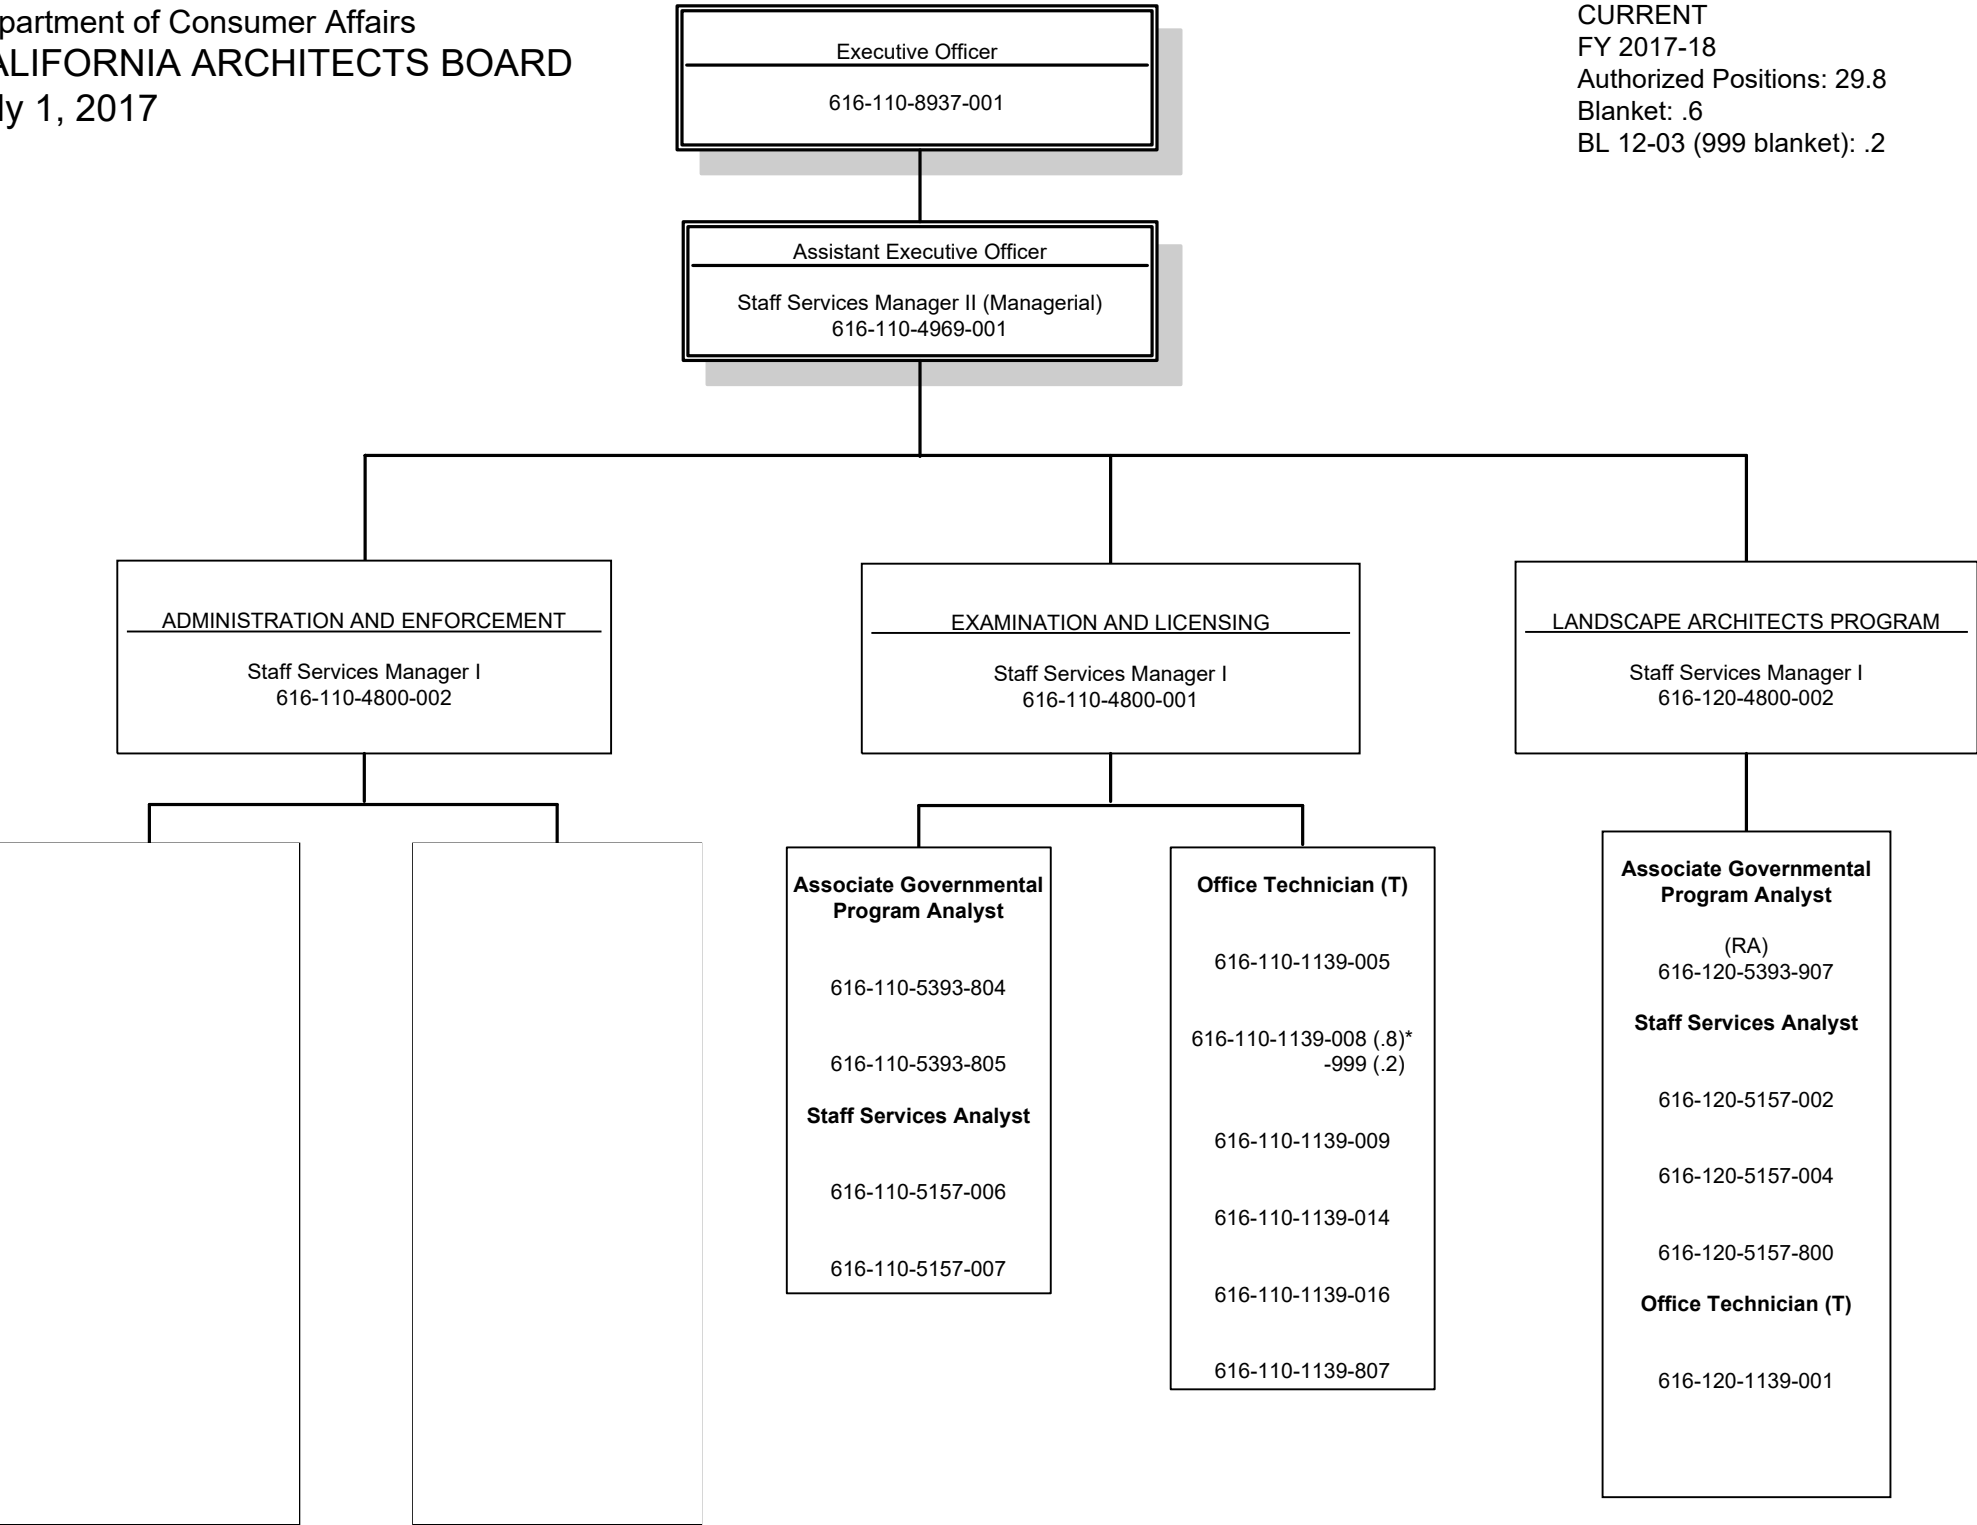 partment of Consumer Affairs
ALIFORNIA ARCHITECTS BOARD
ly 1, 2017
CURRENT
FY 2017-18
Authorized Positions: 29.8
Blanket: .6
BL 12-03 (999 blanket): .2
Executive Officer
616-110-8937-001
Assistant Executive Officer
Staff Services Manager II (Managerial)
616-110-4969-001
ADMINISTRATION AND ENFORCEMENT
Staff Services Manager I
616-110-4800-002
EXAMINATION AND LICENSING
Staff Services Manager I
616-110-4800-001
LANDSCAPE ARCHITECTS PROGRAM
Staff Services Manager I
616-120-4800-002
Associate Governmental
Program Analyst
616-110-5393-804
616-110-5393-805
Staff Services Analyst
616-110-5157-006
616-110-5157-007
Office Technician (T)
616-110-1139-005
616-110-1139-008 (.8)*
-999 (.2)
616-110-1139-009
616-110-1139-014
616-110-1139-016
616-110-1139-807
Associate Governmental
Program Analyst
(RA)
616-120-5393-907
Staff Services Analyst
616-120-5157-002
616-120-5157-004
616-120-5157-800
Office Technician (T)
616-120-1139-001